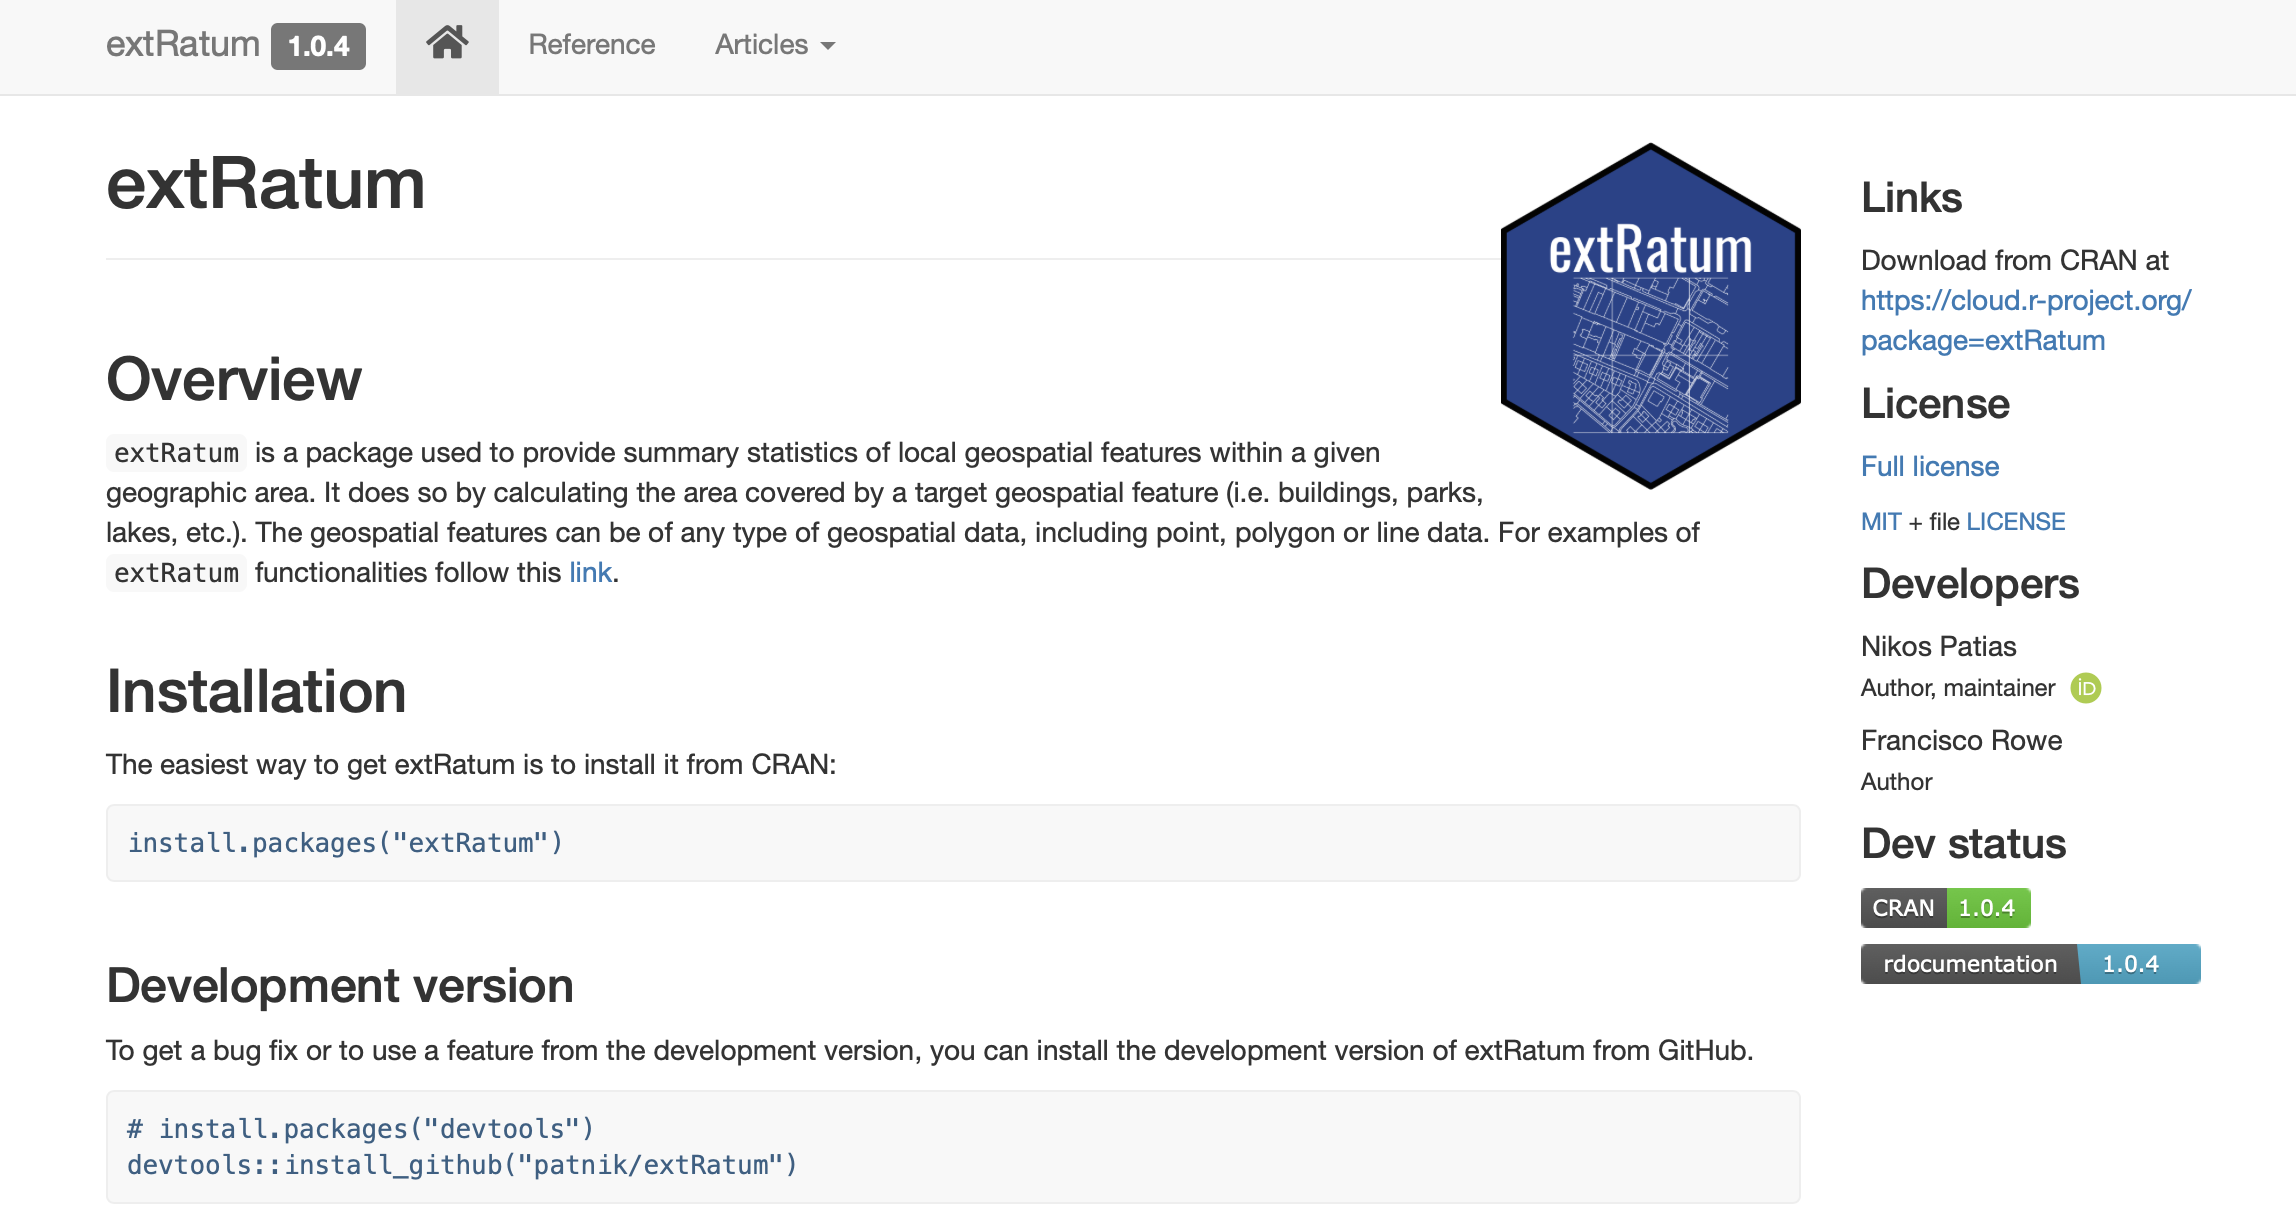 extRatum 1.0.4 Reference Articles
extRatum
extRatum
Overview
extRatum is a package used to provide summary statistics of local geospatial features within a given
geographic area. It does so by calculating the area covered by a target geospatial feature (i.e. buildings, parks,
lakes, etc.). The geospatial features can be of any type of geospatial data, including point, polygon or line data. For examples of
extRatum functionalities follow this link.
Installation
The easiest way to get extRatum is to install it from CRAN:
install.packages("extRatum")
Development version
To get a bug fix or to use a feature from the development version, you can install the development version of extRatum from GitHub.
# install.packages("devtools")
devtools::install_github("patnik/extRatum")
Links
Download from CRAN at
https://cloud.r-project.org/
package=extRatum
License
Full license
MIT + file LICENSE
Developers
Nikos Patias
Author, maintainer iD
Francisco Rowe
Author
Dev status
CRAN 1.0.4
rdocumentation 1.0.4